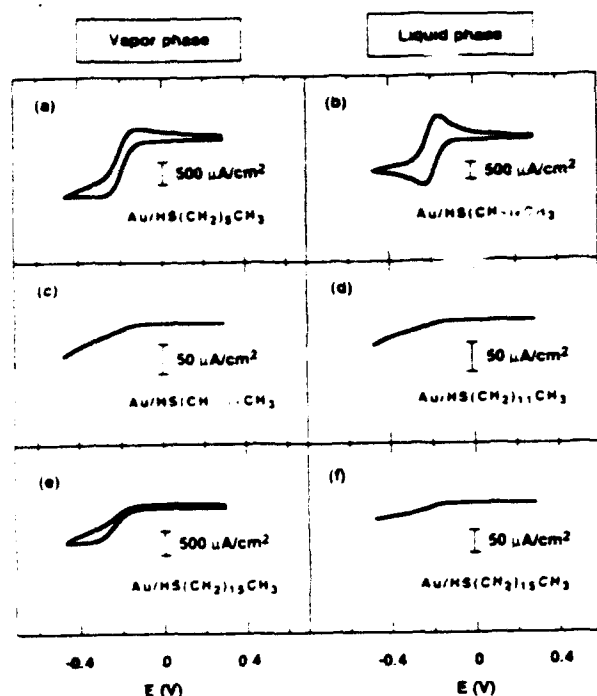 Vapor phase
Liquid phase
(a)
500 μA/cm²
Au/HS(CH₂)₅CH₃
(b)
500 μA/cm²
(c)
50 μA/cm²
(d)
50 μA/cm²
Au/HS(CH₂)₁₁CH₃
(e)
500 μA/cm²
Au/HS(CH₂)₁₅CH₃
(f)
50 μA/cm²
Au/HS(CH₂)₁₅CH₃
-0.4 0 0.4
-0.4 0 0.4
E (V)
E (V)